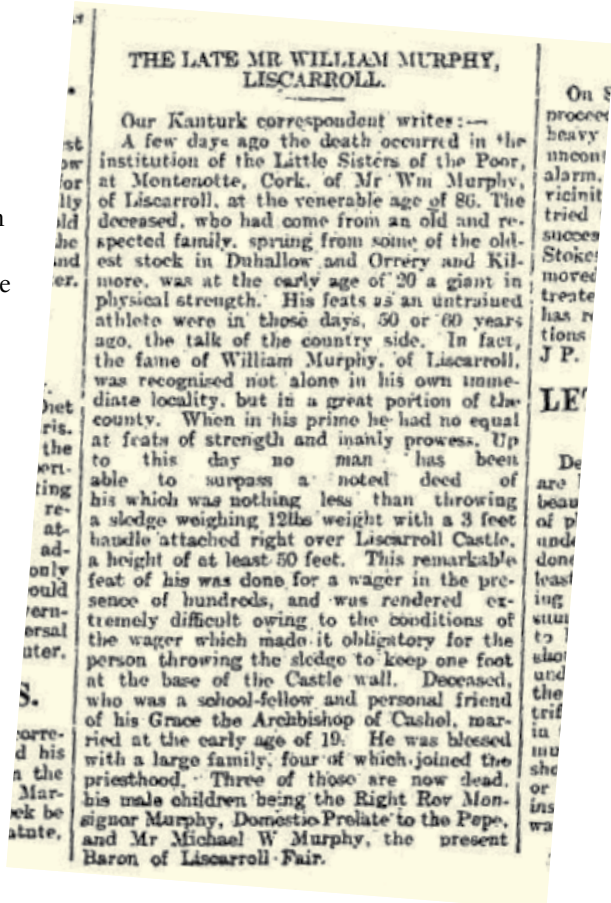 THE LATE MR WILLIAM MURPHY,
LISCARROLL.
Our Kanturk correspondent writes:—
A few days ago the death occurred in the
institution of the Little Sisters of the Poor,
at Montenotte, Cork, of Mr Wm Murphy,
of Liscarroll, at the venerable age of 86. The
deceased, who had come from an old and re-
spected family, sprung from some of the old-
est stock in Duhallow and Orrery and Kil-
more, was at the early age of 20 a giant in
physical strength. His feats as an untrained
athlete were in those days, 50 or 60 years
ago, the talk of the country side. In fact,
the fame of William Murphy, of Liscarroll,
was recognised not alone in his own imme-
diate locality, but in a great portion of the
county. When in his prime he had no equal
at feats of strength and manly prowess. Up
to this day no man has been
able to surpass a noted deed of
his which was nothing less than throwing
a sledge weighing 12lbs weight with a 3 feet
handle attached right over Liscarroll Castle,
a height of at least 50 feet. This remarkable
feat of his was done for a wager in the pre-
sence of hundreds, and was rendered ex-
tremely difficult owing to the conditions of
the wager which made it obligatory for the
person throwing the sledge to keep one foot
at the base of the Castle wall. Deceased,
who was a school-fellow and personal friend
of his Grace the Archbishop of Cashel, mar-
ried at the early age of 19. He was blessed
with a large family, four of which joined the
priesthood. Three of those are now dead,
his male children being the Right Rev Mon-
signor Murphy, Domestic Prelate to the Pope,
and Mr Michael W Murphy, the present
Baron of Liscarroll Fair.
On
heavy
alarm,
tried
moved
has
J P.